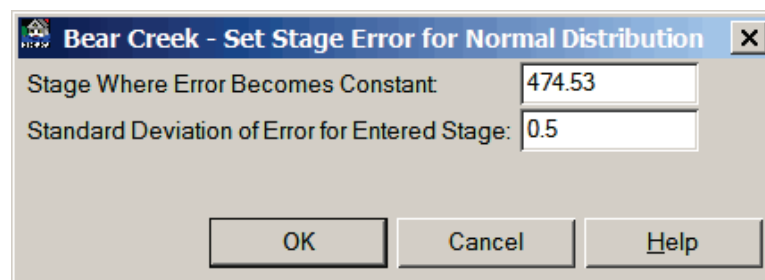 Bear Creek - Set Stage Error for Normal Distribution
Stage Where Error Becomes Constant: 474.53
Standard Deviation of Error for Entered Stage: 0.5
OK Cancel Help